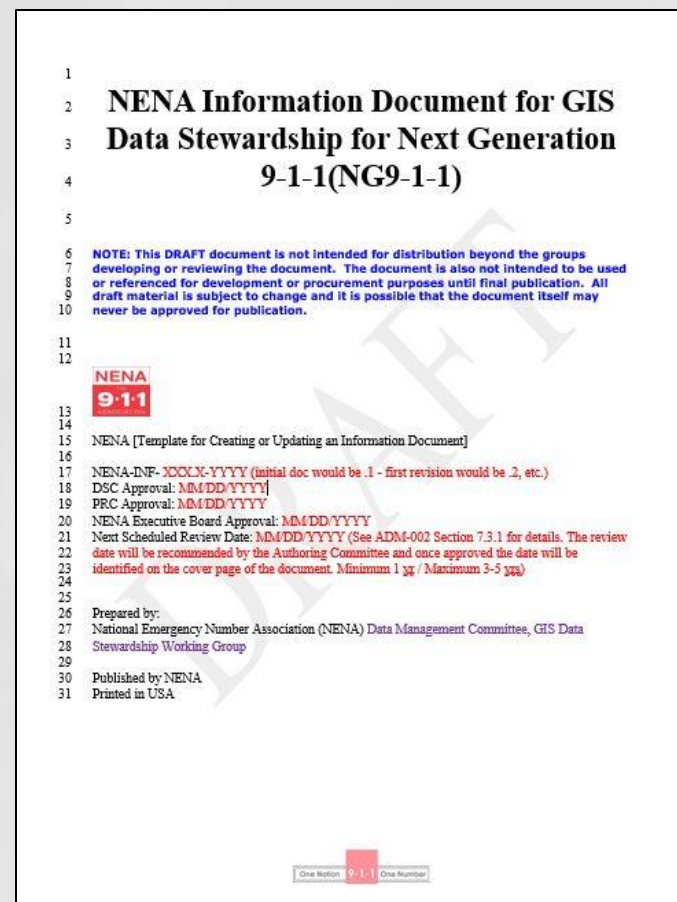 1
2 NENA Information Document for GIS
3 Data Stewardship for Next Generation
4 9-1-1(NG9-1-1)
5
6 NOTE: This DRAFT document is not intended for distribution beyond the groups
7 developing or reviewing the document. The document is also not intended to be used
8 or referenced for development or procurement purposes until final publication. All
9 draft material is subject to change and it is possible that the document itself may
10 never be approved for publication.
11
12
NENA
THE
9·1·1
ASSOCIATION
13
14
15 NENA [Template for Creating or Updating an Information Document]
16
17 NENA-INF- XXX.X-YYYY (initial doc would be .1 - first revision would be .2, etc.)
18 DSC Approval: MM/DD/YYYY
19 PRC Approval: MM/DD/YYYY
20 NENA Executive Board Approval: MM/DD/YYYY
21 Next Scheduled Review Date: MM/DD/YYYY (See ADM-002 Section 7.3.1 for details. The review
22 date will be recommended by the Authoring Committee and once approved the date will be
23 identified on the cover page of the document. Minimum 1 yr / Maximum 3-5 yrs)
24
25
26 Prepared by:
27 National Emergency Number Association (NENA) Data Management Committee, GIS Data
28 Stewardship Working Group
29
30 Published by NENA
31 Printed in USA
DRAFT
One Nation 9-1-1 One Number